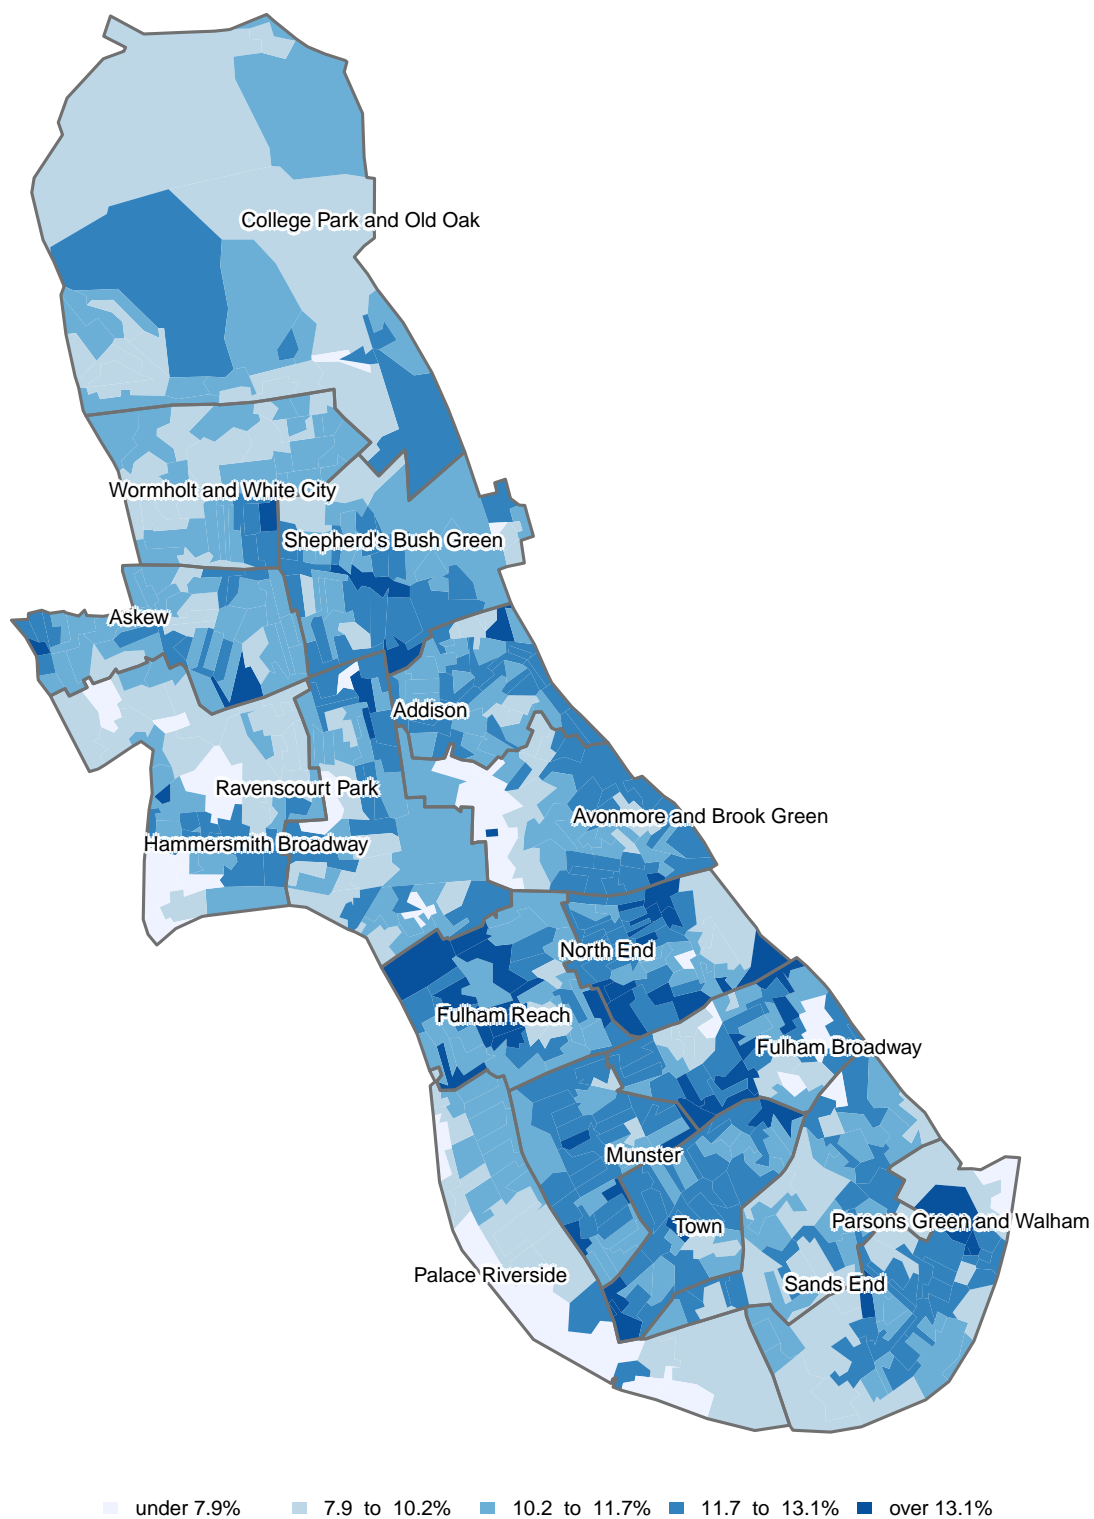 College Park and Old Oak
Wormholt and White City
Shepherd's Bush Green
Askew
Addison
Ravenscourt Park
Avonmore and Brook Green
Hammersmith Broadway
North End
Fulham Reach
Fulham Broadway
Munster
Parsons Green and Walham
Town
Palace Riverside
Sands End
under 7.9% 7.9 to 10.2% 10.2 to 11.7% 11.7 to 13.1% over 13.1%